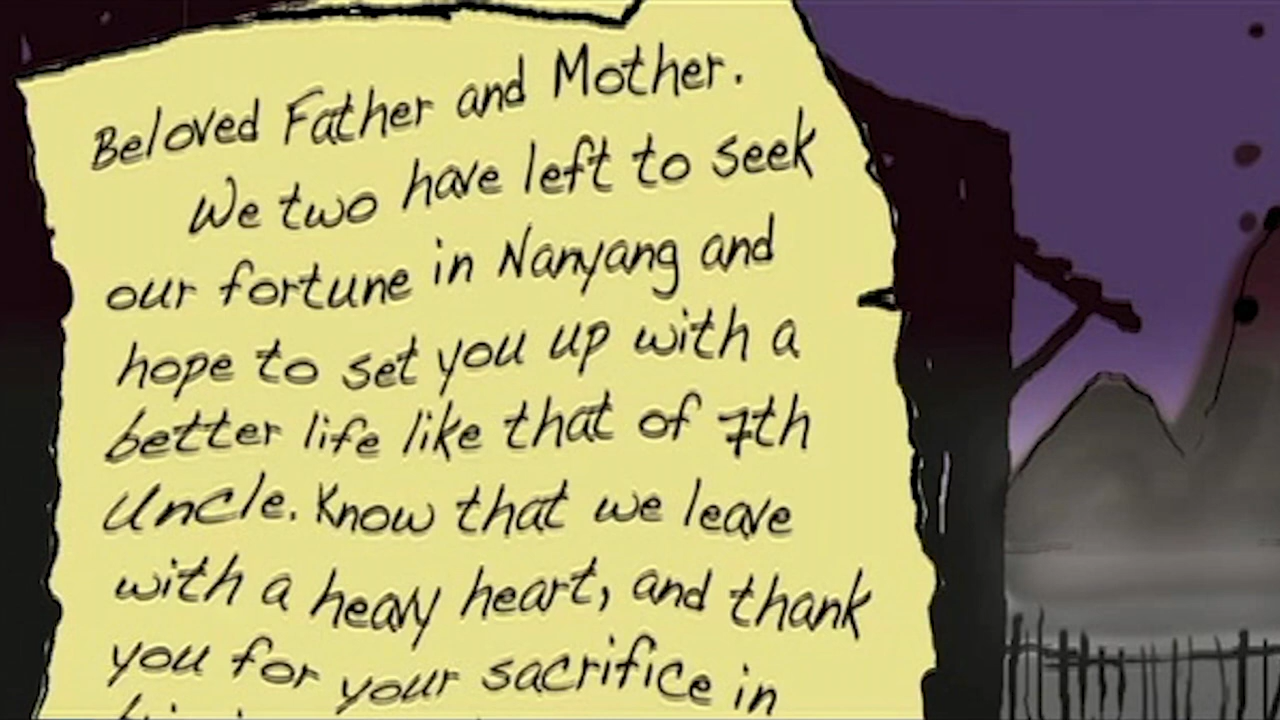 Beloved Father and Mother.
We two have left to seek
our fortune in Nanyang and
hope to set you up with a
better life like that of 7th
Uncle. Know that we leave
with a heavy heart, and thank
you for your sacrifice in